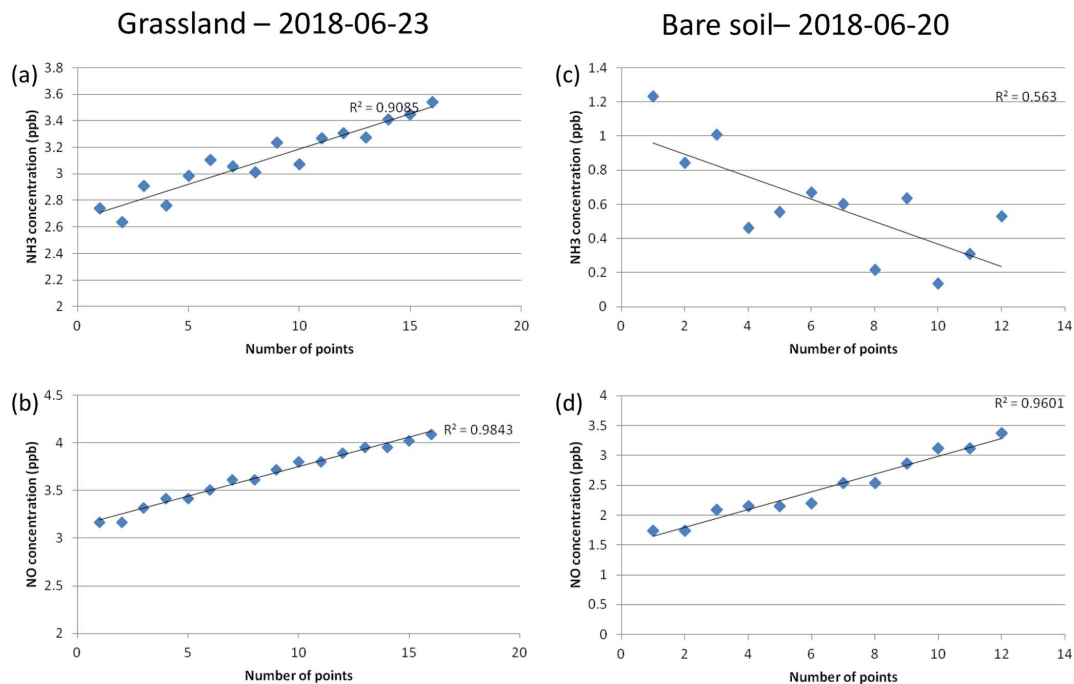 Grassland – 2018-06-23
Bare soil– 2018-06-20
(a)
NH3 concentration (ppb)
3.8
3.6
3.4
3.2
3
2.8
2.6
2.4
2.2
2
R² = 0.9085
0 5 10 15 20
Number of points
(c)
NH3 concentration (ppb)
1.4
1.2
1
0.8
0.6
0.4
0.2
0
R² = 0.563
0 2 4 6 8 10 12 14
Number of points
(b)
NO concentration (ppb)
4.5
4
3.5
3
2.5
2
R² = 0.9843
0 5 10 15 20
Number of points
(d)
NO concentration (ppb)
4
3.5
3
2.5
2
1.5
1
0.5
0
R² = 0.9601
0 2 4 6 8 10 12 14
Number of points